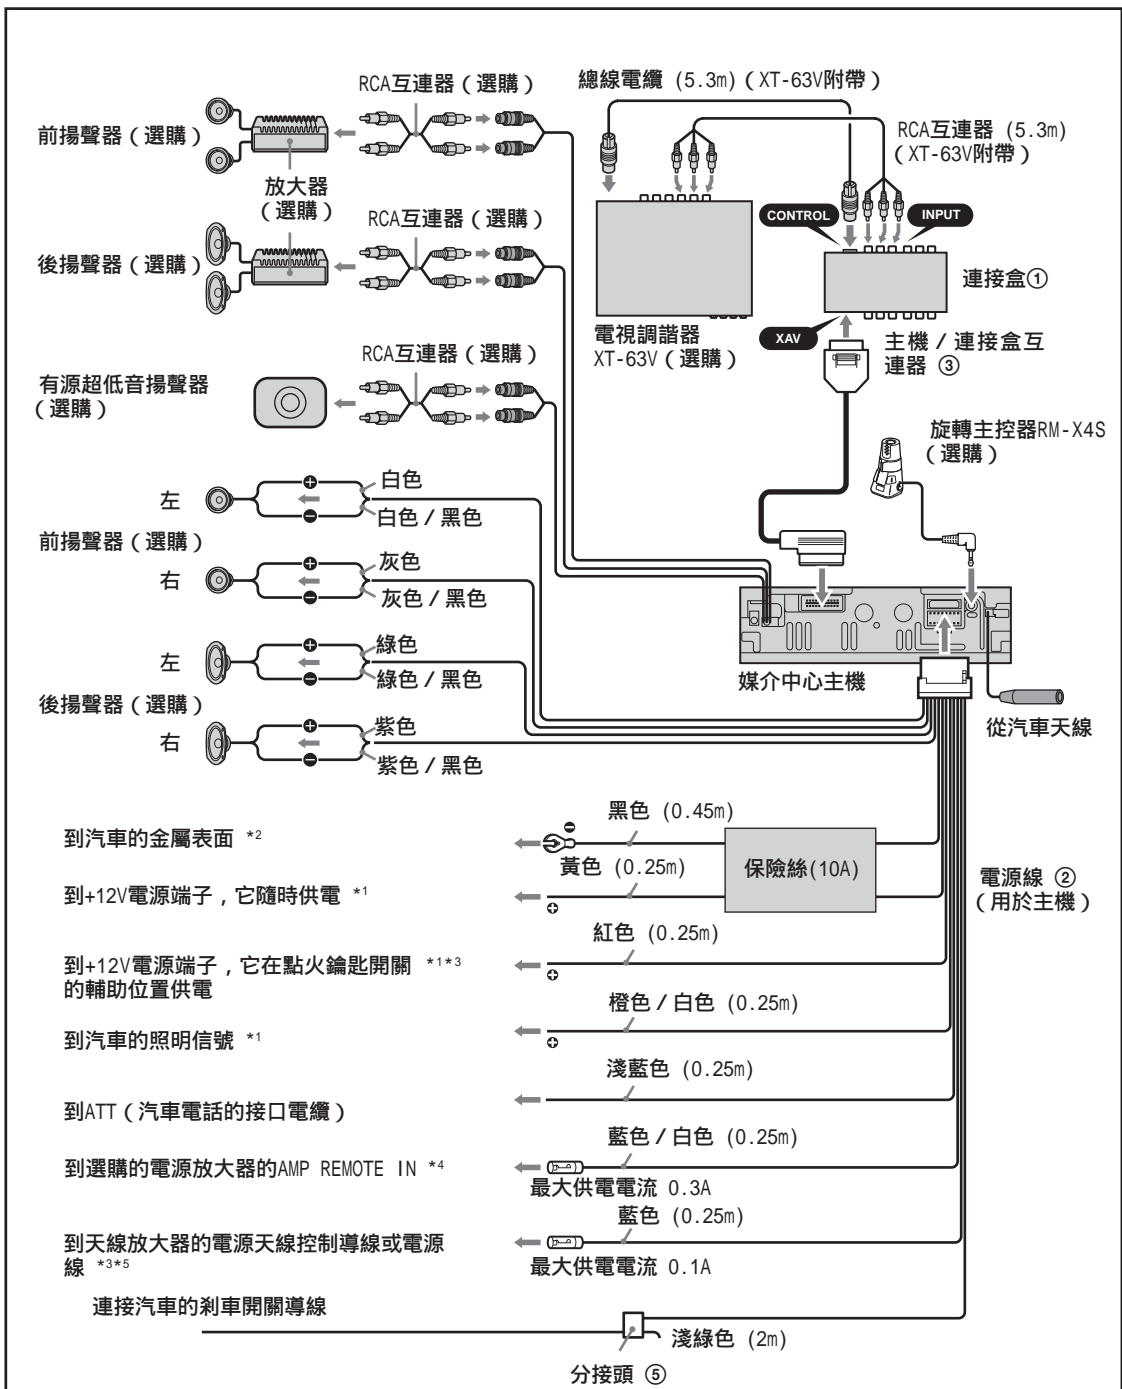 RCA互連器（選購）
總線電纜 (5.3m)（XT-63V附帶）
前揚聲器（選購）
RCA互連器 (5.3m)
（XT-63V附帶）
放大器
（選購）
CONTROL
INPUT
RCA互連器（選購）
後揚聲器（選購）
連接盒①
電視調諧器
XT-63V（選購）
XAV
主機／連接盒互
連器 ③
RCA互連器（選購）
有源超低音揚聲器
（選購）
旋轉主控器RM-X4S
（選購）
左
白色
白色／黑色
前揚聲器（選購）
右
灰色
灰色／黑色
左
綠色
綠色／黑色
媒介中心主機
後揚聲器（選購）
右
紫色
紫色／黑色
從汽車天線
黑色 (0.45m)
到汽車的金屬表面 *2
保險絲(10A)
黃色 (0.25m)
到+12V電源端子，它隨時供電 *1
電源線 ②
（用於主機）
紅色 (0.25m)
到+12V電源端子，它在點火鑰匙開關 *1*3
的輔助位置供電
橙色／白色 (0.25m)
到汽車的照明信號 *1
淺藍色 (0.25m)
到ATT（汽車電話的接口電纜）
藍色／白色 (0.25m)
到選購的電源放大器的AMP REMOTE IN *4
最大供電電流 0.3A
藍色 (0.25m)
到天線放大器的電源天線控制導線或電源
線 *3*5
最大供電電流 0.1A
連接汽車的剎車開關導線
淺綠色 (2m)
分接頭 ⑤